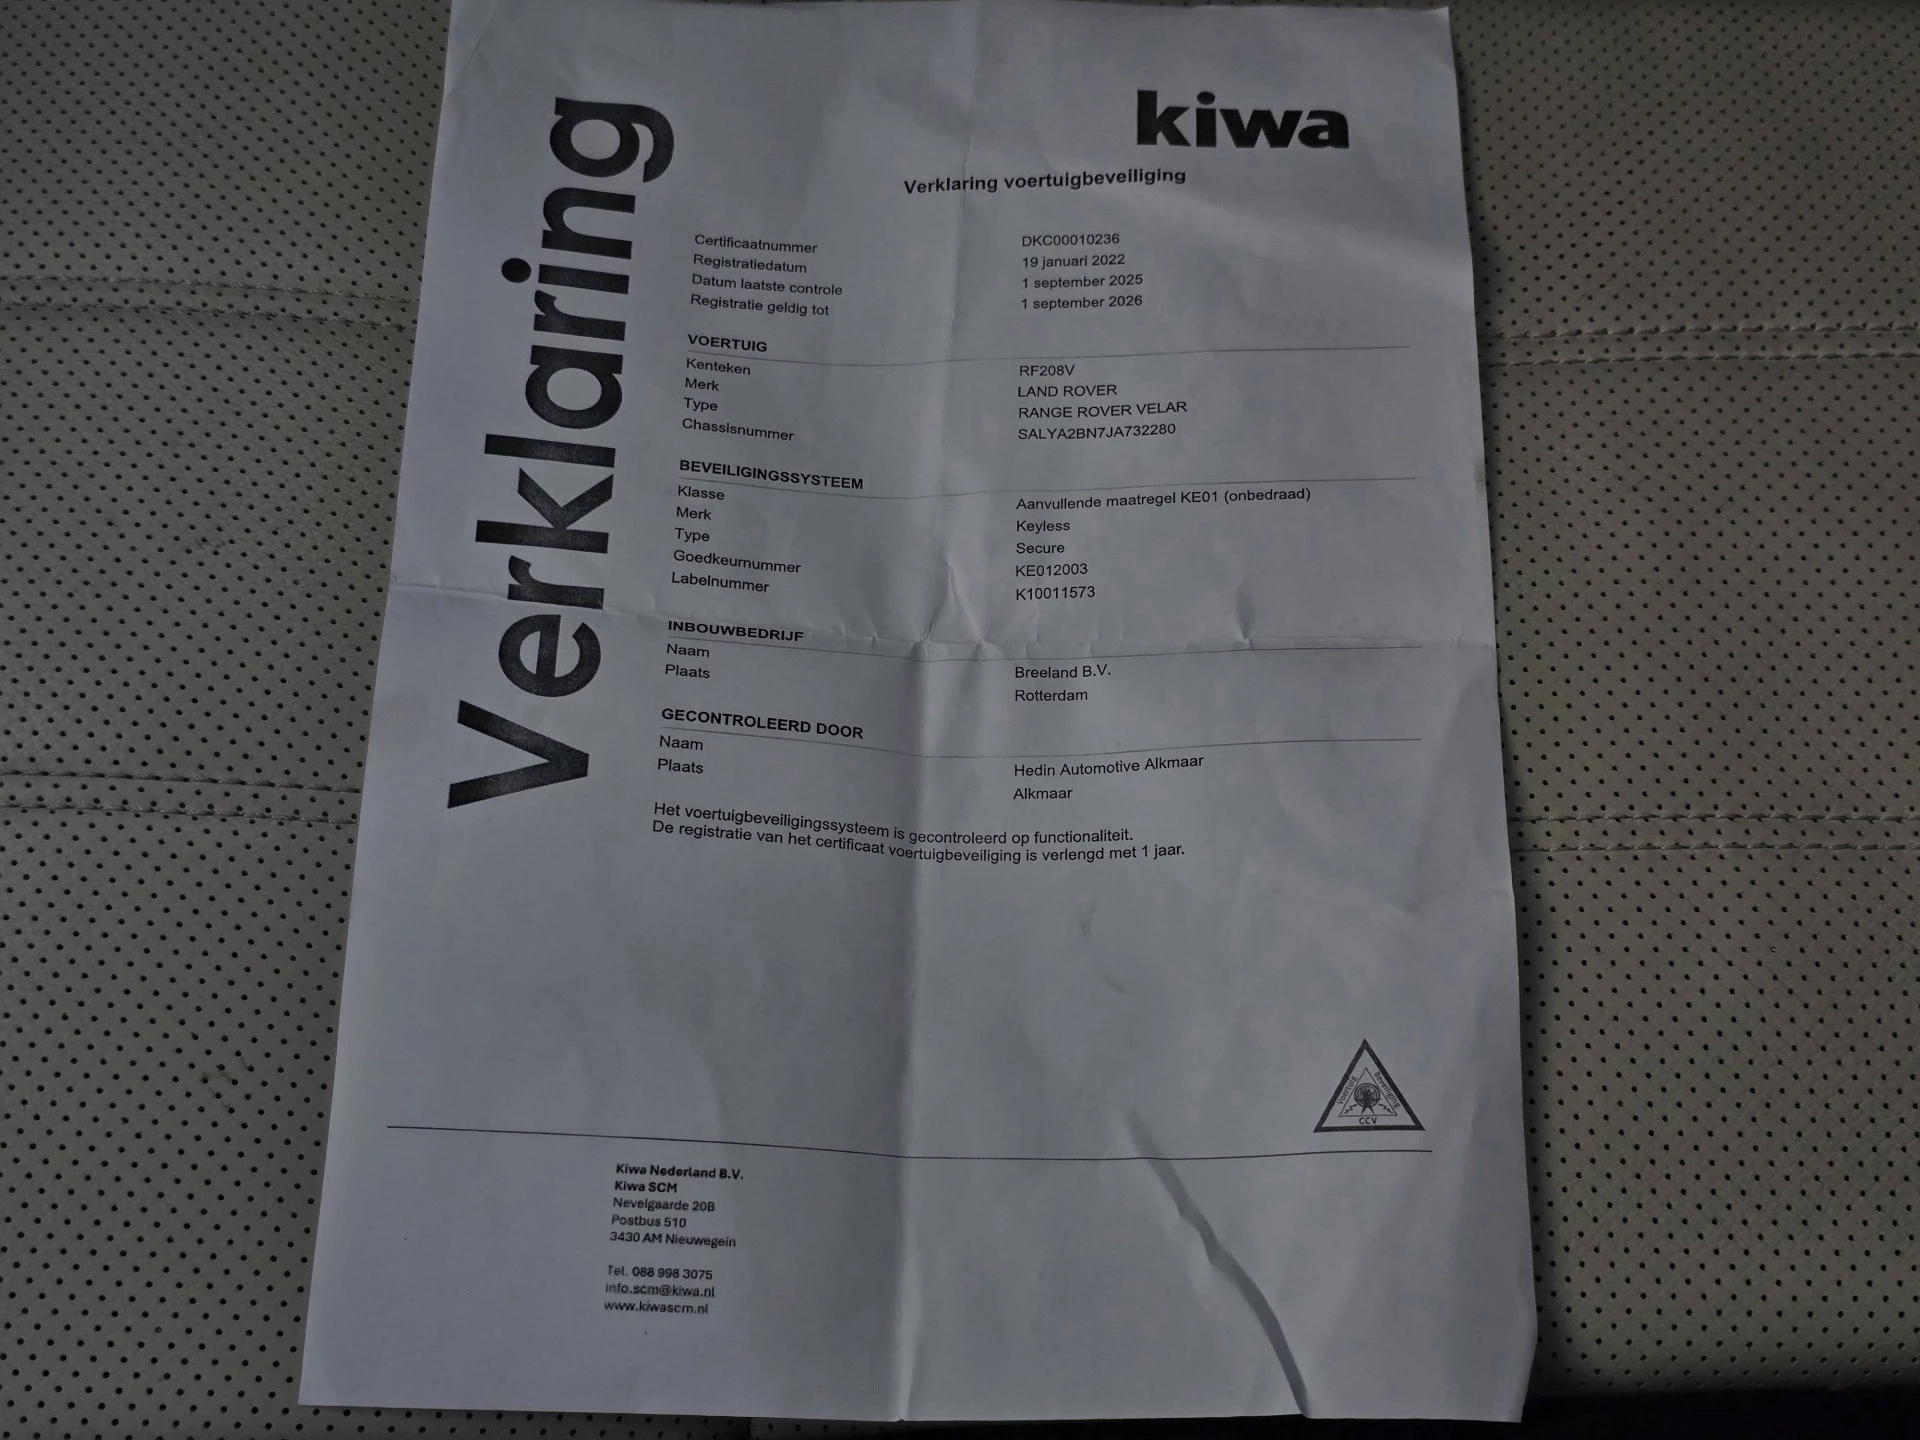 Verklaring
kiwa
Verklaring voertuigbeveiliging
Certificaatnummer DKC00010236
Registratiedatum 19 januari 2022
Datum laatste controle 1 september 2025
Registratie geldig tot 1 september 2026
VOERTUIG
Kenteken RF208V
Merk LAND ROVER
Type RANGE ROVER VELAR
Chassisnummer SALYA2BN7JA732280
BEVEILIGINGSSYSTEEM
Klasse Aanvullende maatregel KE01 (onbedraad)
Merk Keyless
Type Secure
Goedkeurnummer KE012003
Labelnummer K10011573
INBOUWBEDRIJF
Naam Breeland B.V.
Plaats Rotterdam
GECONTROLEERD DOOR
Naam Hedin Automotive Alkmaar
Plaats Alkmaar
Het voertuigbeveiligingssysteem is gecontroleerd op functionaliteit.
De registratie van het certificaat voertuigbeveiliging is verlengd met 1 jaar.
Voertuig Beveiliging
CCV
Kiwa Nederland B.V.
Kiwa SCM
Nevelgaarde 20B
Postbus 510
3430 AM Nieuwegein
Tel. 088 998 3075
info.scm@kiwa.nl
www.kiwascm.nl